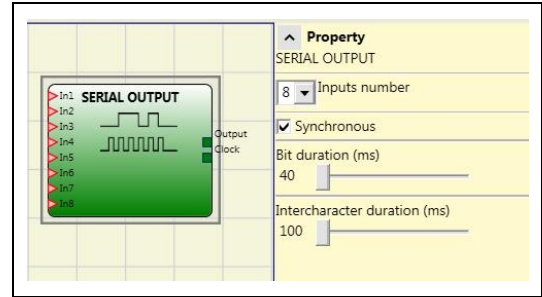 In1 SERIAL OUTPUT
In2
In3
In4
In5
In6
In7
In8
Output
Clock
Property
SERIAL OUTPUT
8 Inputs number
Synchronous
Bit duration (ms)
40
Intercharacter duration (ms)
100